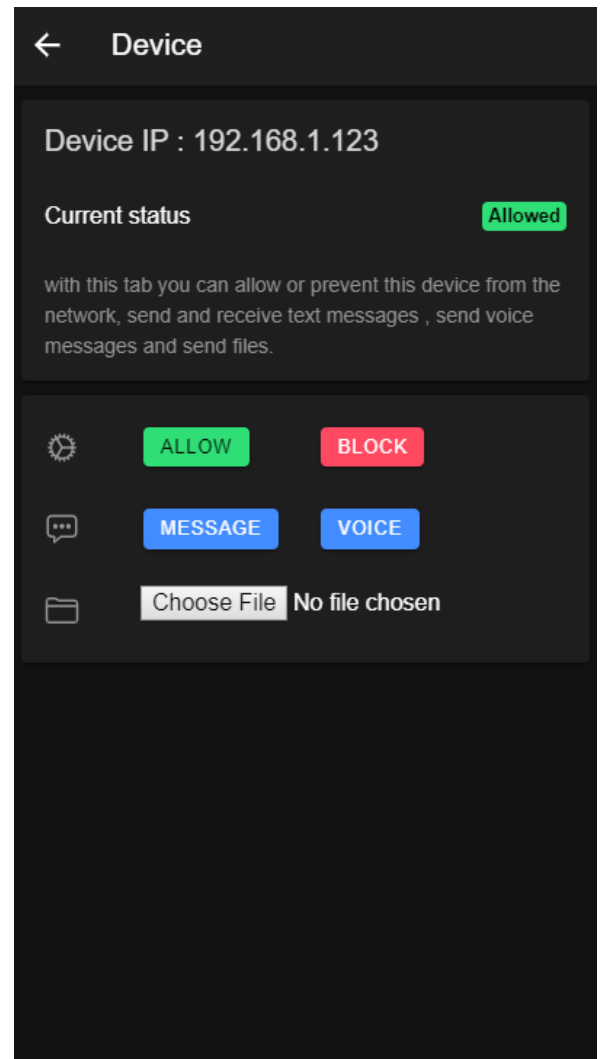 Device
Device IP : 192.168.1.123
Current status
Allowed
with this tab you can allow or prevent this device from the
network, send and receive text messages , send voice
messages and send files.
ALLOW BLOCK
MESSAGE VOICE
Choose File No file chosen